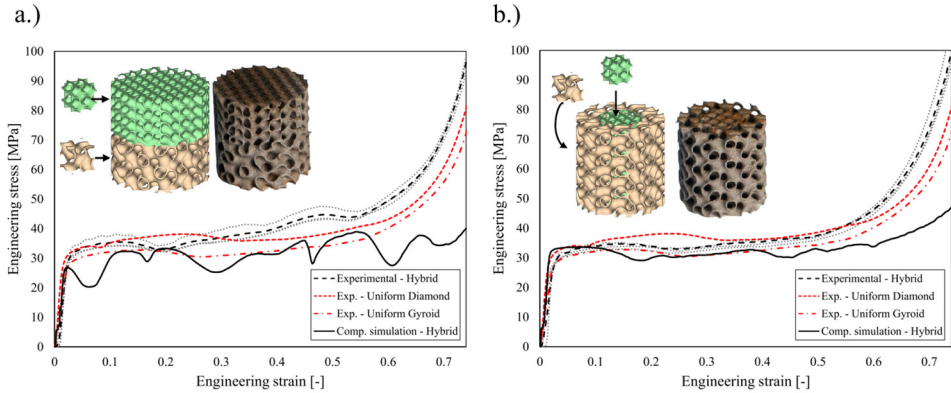 a.)
100
90
80
70
60
50
40
30
20
10
0
Engineering stress [MPa]
0
0.1
0.2
0.3
0.4
0.5
0.6
0.7
Engineering strain [-]
Experimental - Hybrid
Exp. - Uniform Diamond
Exp. - Uniform Gyroid
Comp. simulation - Hybrid
b.)
100
90
80
70
60
50
40
30
20
10
0
Engineering stress [MPa]
0
0.1
0.2
0.3
0.4
0.5
0.6
0.7
Engineering strain [-]
Experimental - Hybrid
Exp. - Uniform Diamond
Exp. - Uniform Gyroid
Comp. simulation - Hybrid